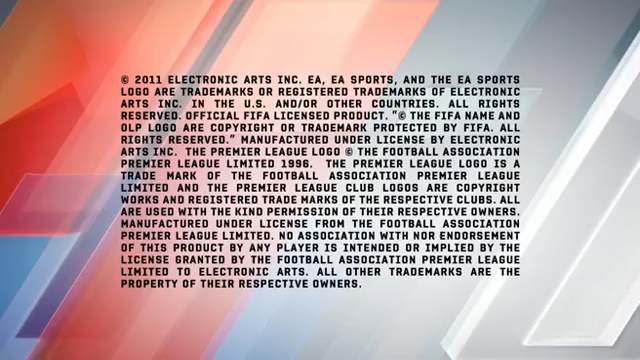 © 2011 ELECTRONIC ARTS INC. EA, EA SPORTS, AND THE EA SPORTS
LOGO ARE TRADEMARKS OR REGISTERED TRADEMARKS OF ELECTRONIC
ARTS INC. IN THE U.S. AND/OR OTHER COUNTRIES. ALL RIGHTS
RESERVED. OFFICIAL FIFA LICENSED PRODUCT. "© THE FIFA NAME AND
OLP LOGO ARE COPYRIGHT OR TRADEMARK PROTECTED BY FIFA. ALL
RIGHTS RESERVED." MANUFACTURED UNDER LICENSE BY ELECTRONIC
ARTS INC. THE PREMIER LEAGUE LOGO © THE FOOTBALL ASSOCIATION
PREMIER LEAGUE LIMITED 1996. THE PREMIER LEAGUE LOGO IS A
TRADE MARK OF THE FOOTBALL ASSOCIATION PREMIER LEAGUE
LIMITED AND THE PREMIER LEAGUE CLUB LOGOS ARE COPYRIGHT
WORKS AND REGISTERED TRADE MARKS OF THE RESPECTIVE CLUBS. ALL
ARE USED WITH THE KIND PERMISSION OF THEIR RESPECTIVE OWNERS.
MANUFACTURED UNDER LICENSE FROM THE FOOTBALL ASSOCIATION
PREMIER LEAGUE LIMITED. NO ASSOCIATION WITH NOR ENDORSEMENT
OF THIS PRODUCT BY ANY PLAYER IS INTENDED OR IMPLIED BY THE
LICENSE GRANTED BY THE FOOTBALL ASSOCIATION PREMIER LEAGUE
LIMITED TO ELECTRONIC ARTS. ALL OTHER TRADEMARKS ARE THE
PROPERTY OF THEIR RESPECTIVE OWNERS.